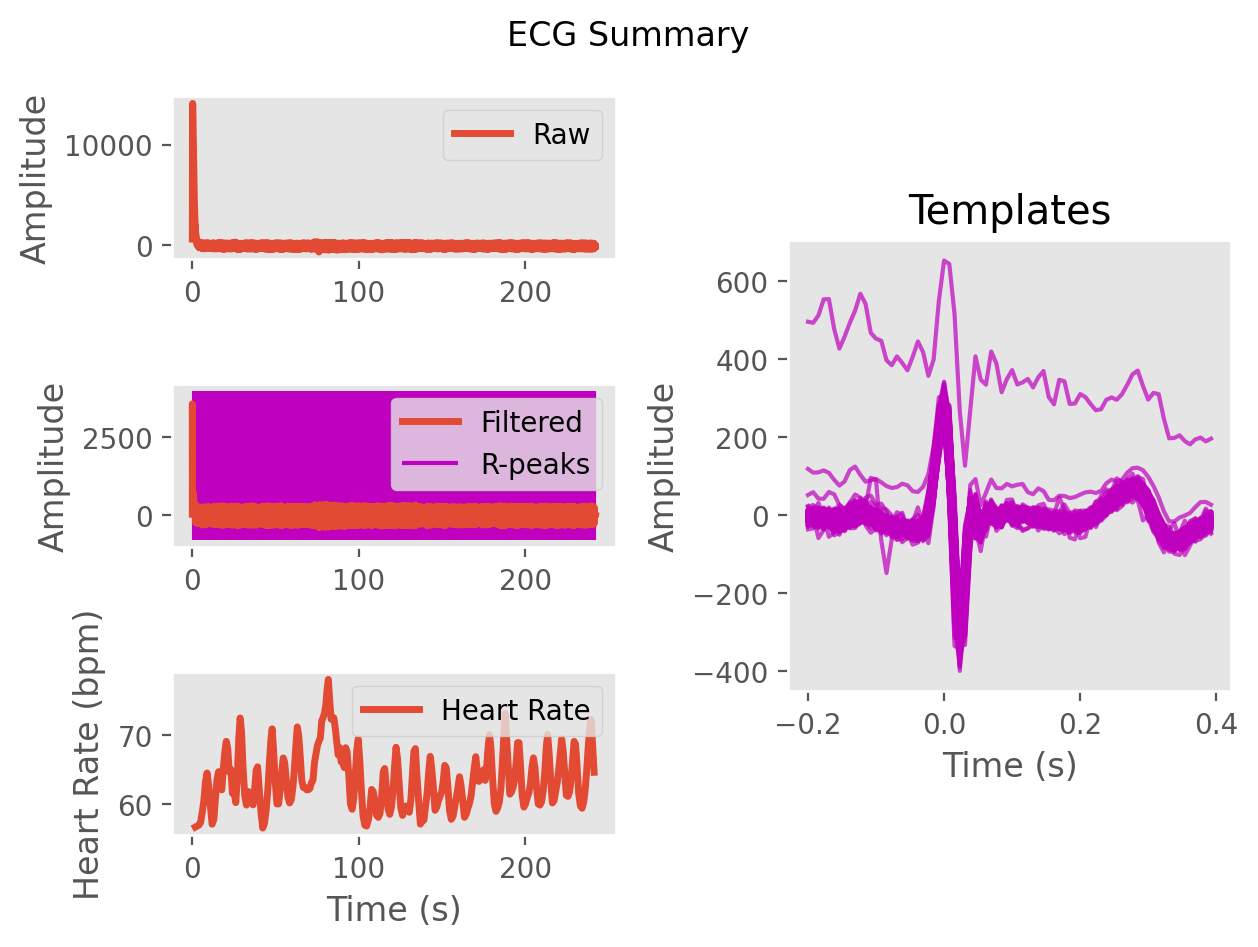 ECG Summary
Amplitude
10000
0
Raw
0 100 200
Amplitude
2500
0
Filtered
R-peaks
0 100 200
Heart Rate (bpm)
70
60
Heart Rate
0 100 200
Time (s)
Templates
Amplitude
600
400
200
0
−200
−400
−0.2 0.0 0.2 0.4
Time (s)